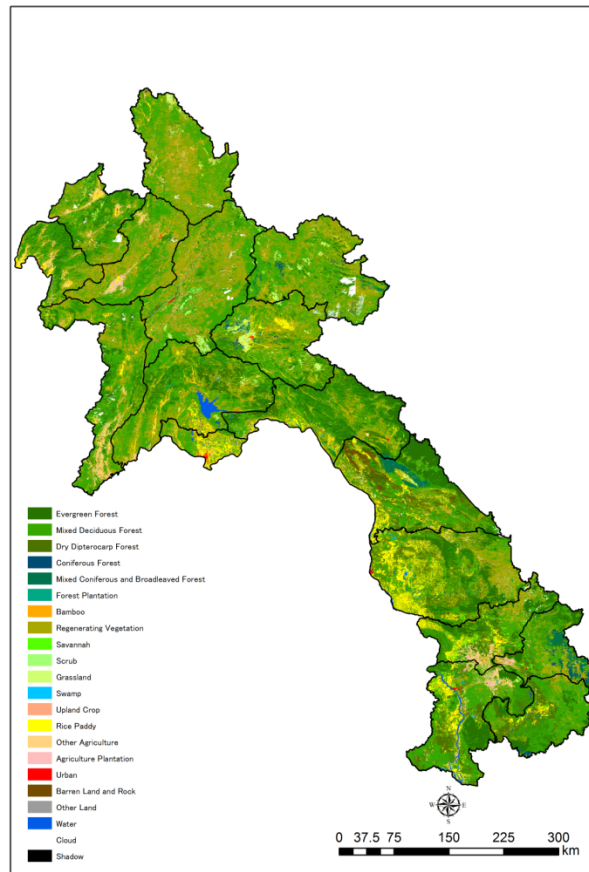 Evergreen Forest
Mixed Deciduous Forest
Dry Dipterocarp Forest
Coniferous Forest
Mixed Coniferous and Broadleaved Forest
Forest Plantation
Bamboo
Regenerating Vegetation
Savannah
Scrub
Grassland
Swamp
Upland Crop
Rice Paddy
Other Agriculture
Agriculture Plantation
Urban
Barren Land and Rock
Other Land
Water
Cloud
Shadow
N
W E
S
0 37.5 75 150 225 300
km